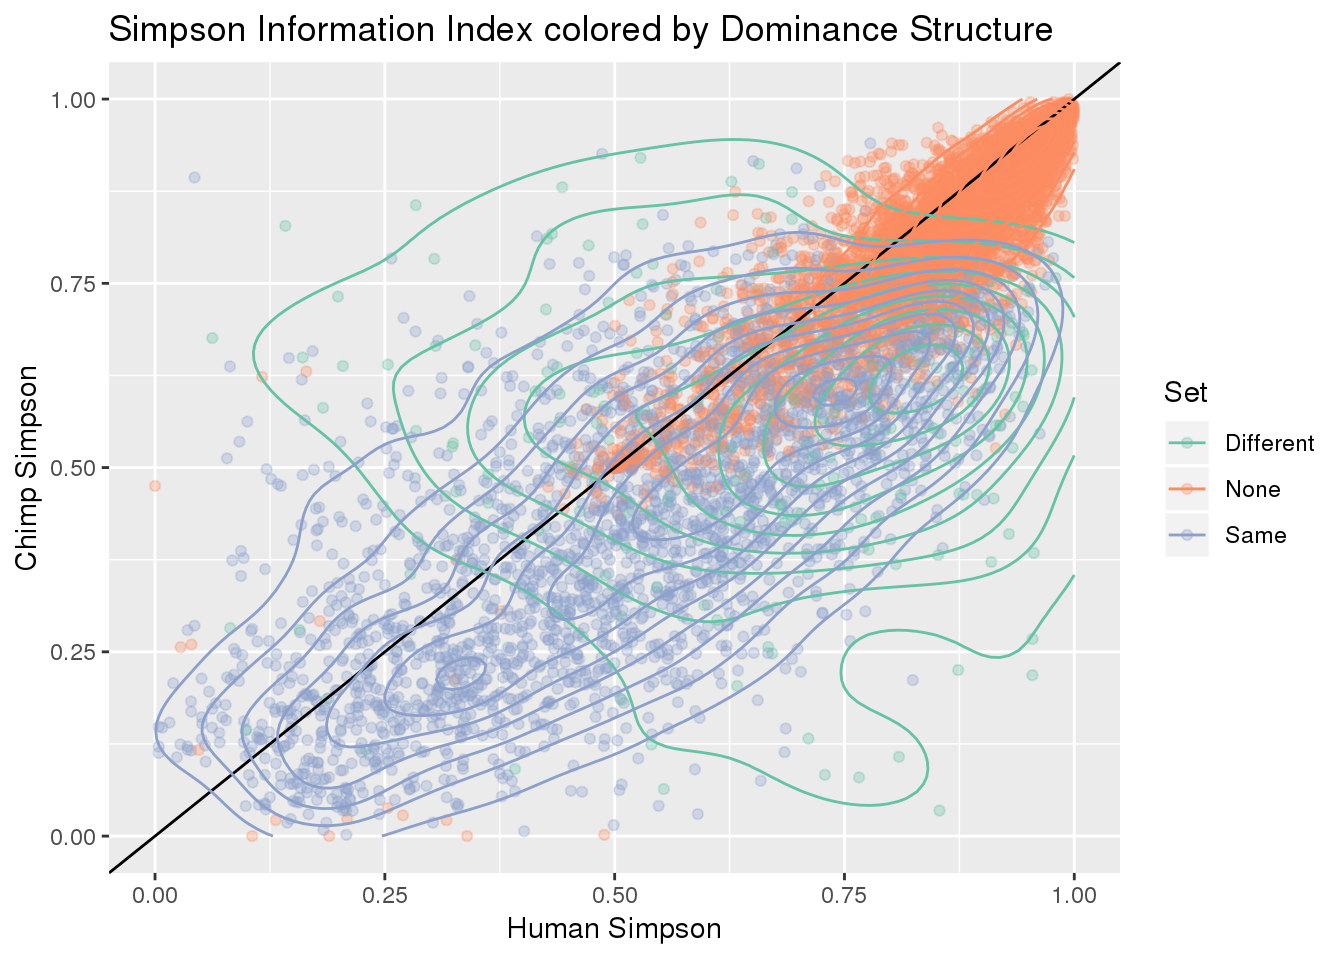 Simpson Information Index colored by Dominance Structure
Chimp Simpson
1.00
0.75
0.50
0.25
0.00
0.00 0.25 0.50 0.75 1.00
Human Simpson
Set
Different
None
Same